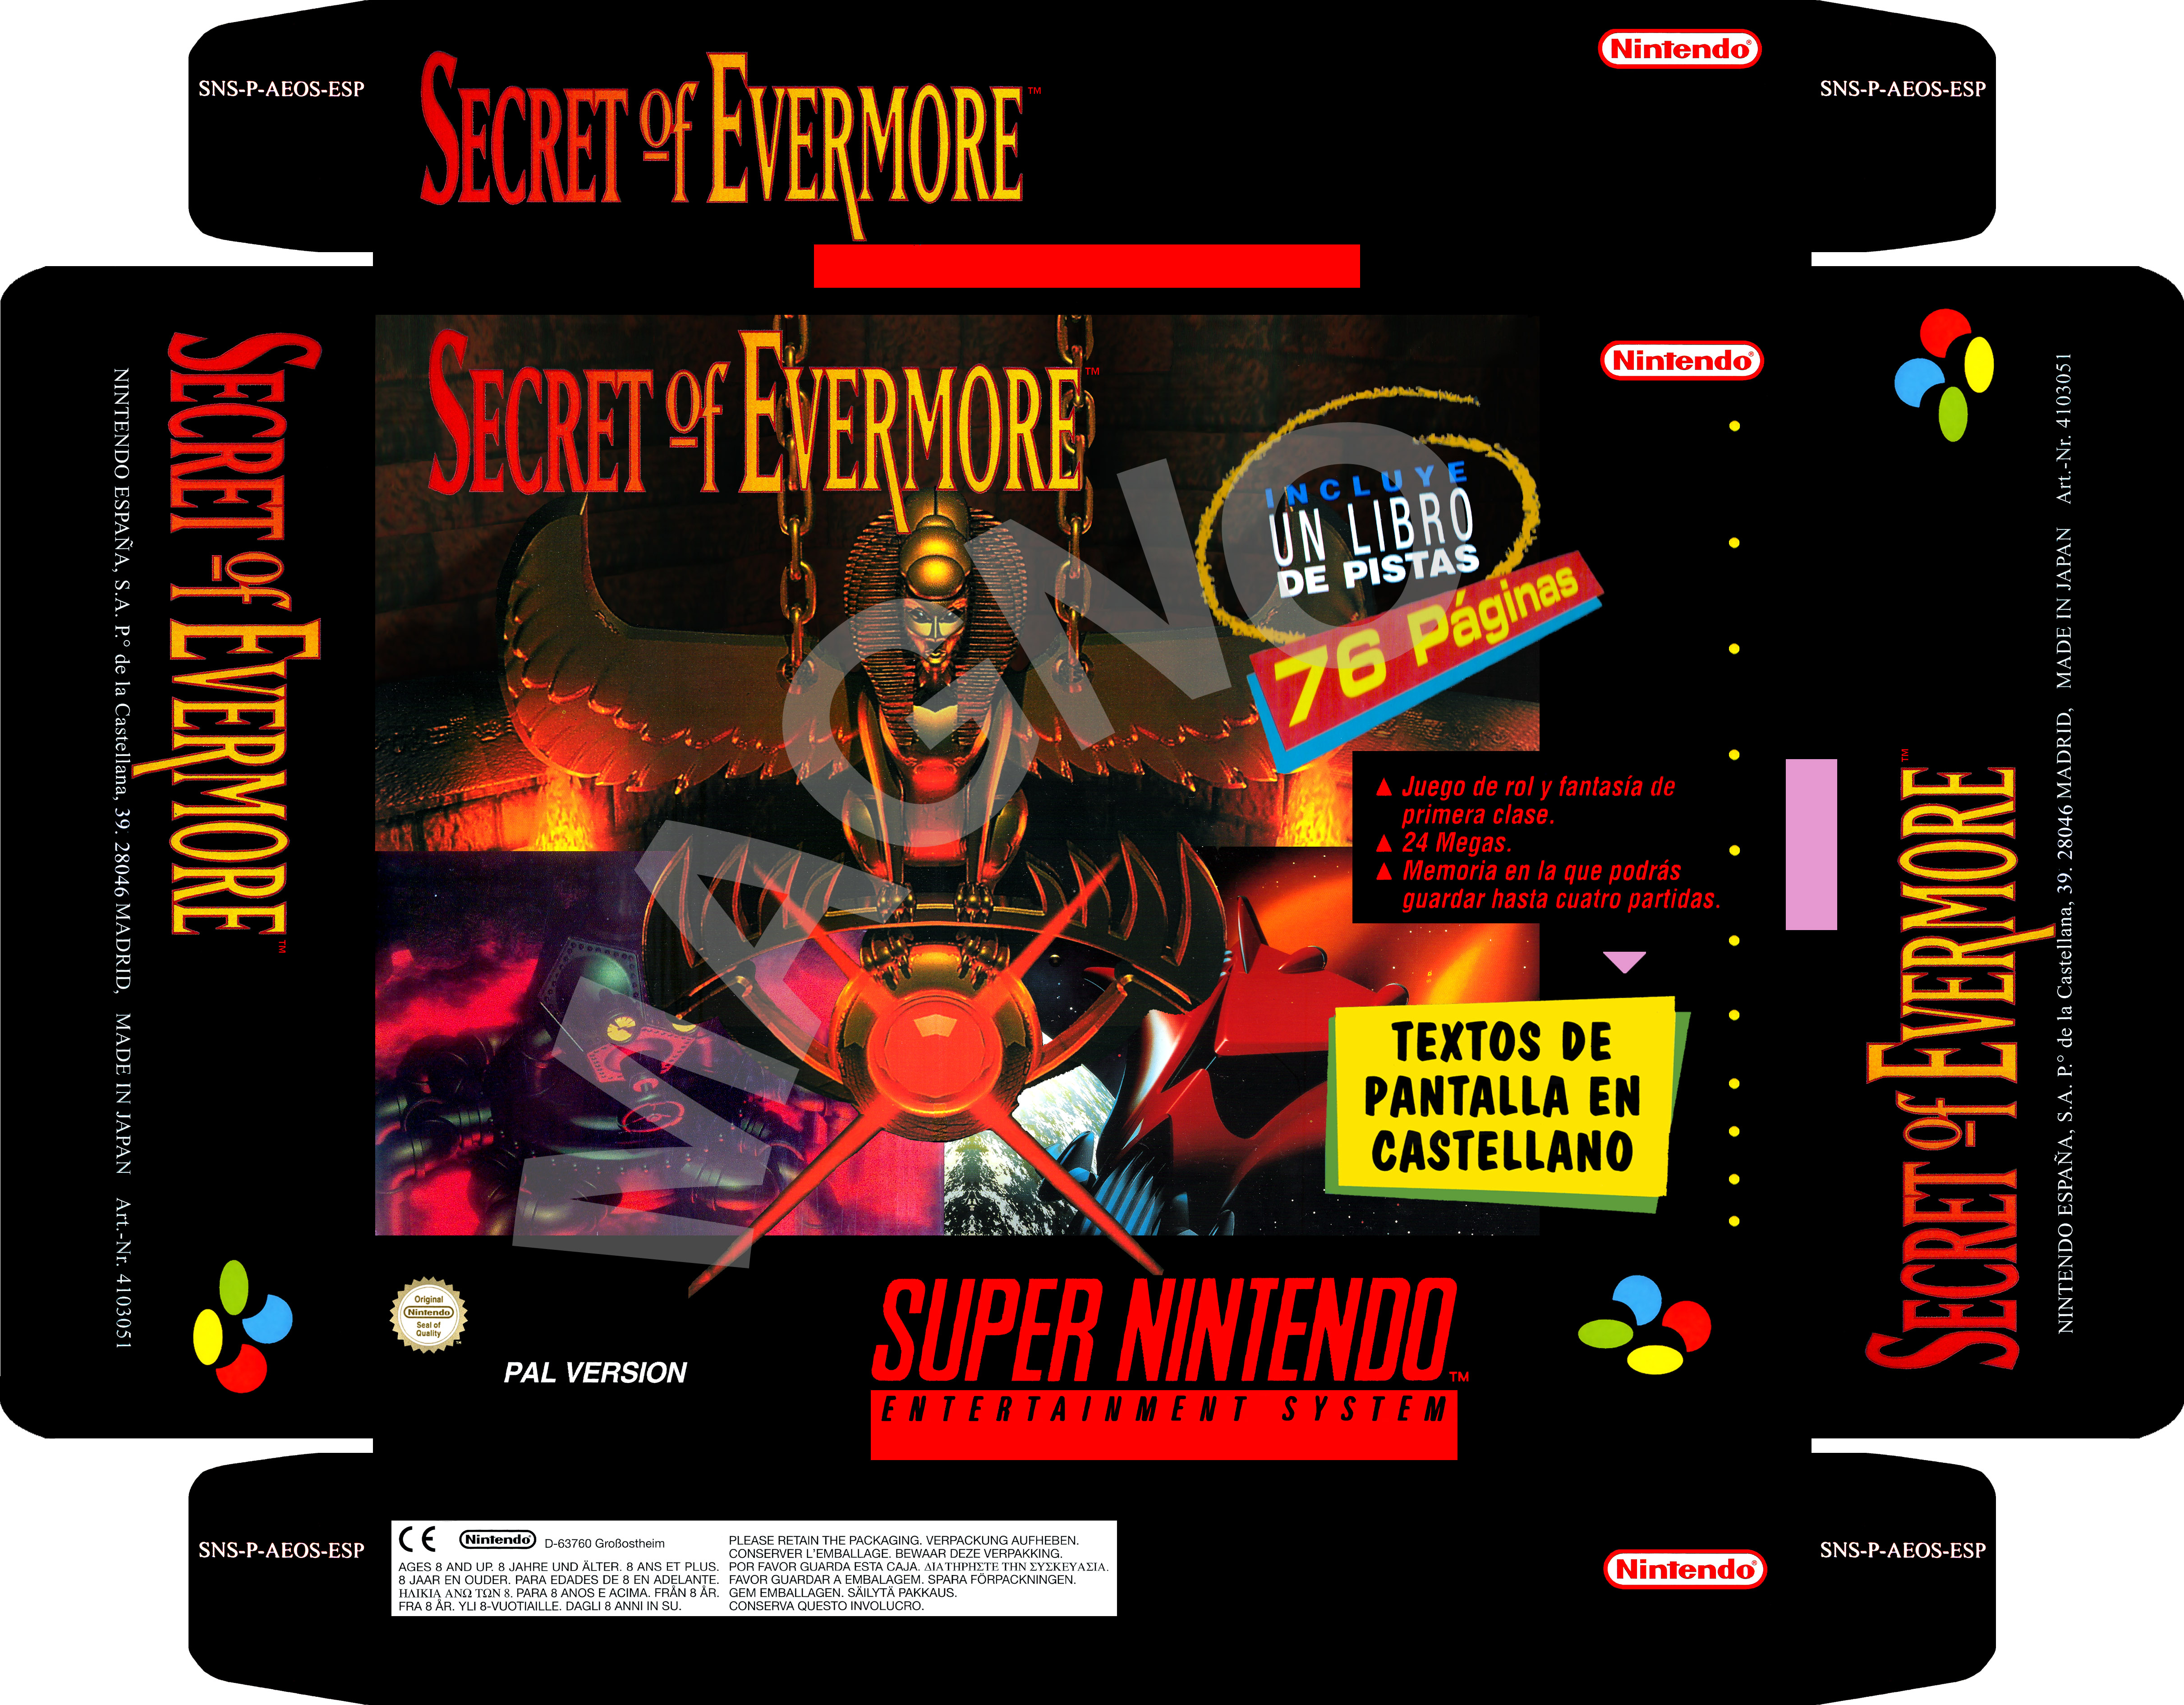 Nintendo®
SNS-P-AEOS-ESP
SECRET of EVERMORE™
SNS-P-AEOS-ESP
SECRET of EVERMORE™
NINTENDO ESPAÑA, S.A. P.° de la Castellana, 39. 28046 MADRID, MADE IN JAPAN Art.-Nr. 4103051
SECRET of EVERMORE™
Nintendo®
INCLUYE
UN LIBRO
DE PISTAS
76 Páginas
▲ Juego de rol y fantasía de
primera clase.
▲ 24 Megas.
▲ Memoria en la que podrás
guardar hasta cuatro partidas.
TEXTOS DE
PANTALLA EN
CASTELLANO
MAGNO
Original
Nintendo
Seal of
Quality
PAL VERSION
SUPER NINTENDO™
ENTERTAINMENT SYSTEM
SECRET of EVERMORE™
NINTENDO ESPAÑA, S.A. P.° de la Castellana, 39. 28046 MADRID, MADE IN JAPAN Art.-Nr. 4103051
SNS-P-AEOS-ESP
CE Nintendo® D-63760 Großostheim
AGES 8 AND UP. 8 JAHRE UND ÄLTER. 8 ANS ET PLUS.
8 JAAR EN OUDER. PARA EDADES DE 8 EN ADELANTE.
ΗΛΙΚΙΑ ΑΝΩ ΤΩΝ 8. PARA 8 ANOS E ACIMA. FRÅN 8 ÅR.
FRA 8 ÅR. YLI 8-VUOTIAILLE. DAGLI 8 ANNI IN SU.
PLEASE RETAIN THE PACKAGING. VERPACKUNG AUFHEBEN.
CONSERVER L'EMBALLAGE. BEWAAR DEZE VERPAKKING.
POR FAVOR GUARDA ESTA CAJA. ΔΙΑΤΗΡΗΣΤΕ ΤΗΝ ΣΥΣΚΕΥΑΣΙΑ.
FAVOR GUARDAR A EMBALAGEM. SPARA FÖRPACKNINGEN.
GEM EMBALLAGEN. SÄILYTÄ PAKKAUS.
CONSERVA QUESTO INVOLUCRO.
Nintendo®
SNS-P-AEOS-ESP